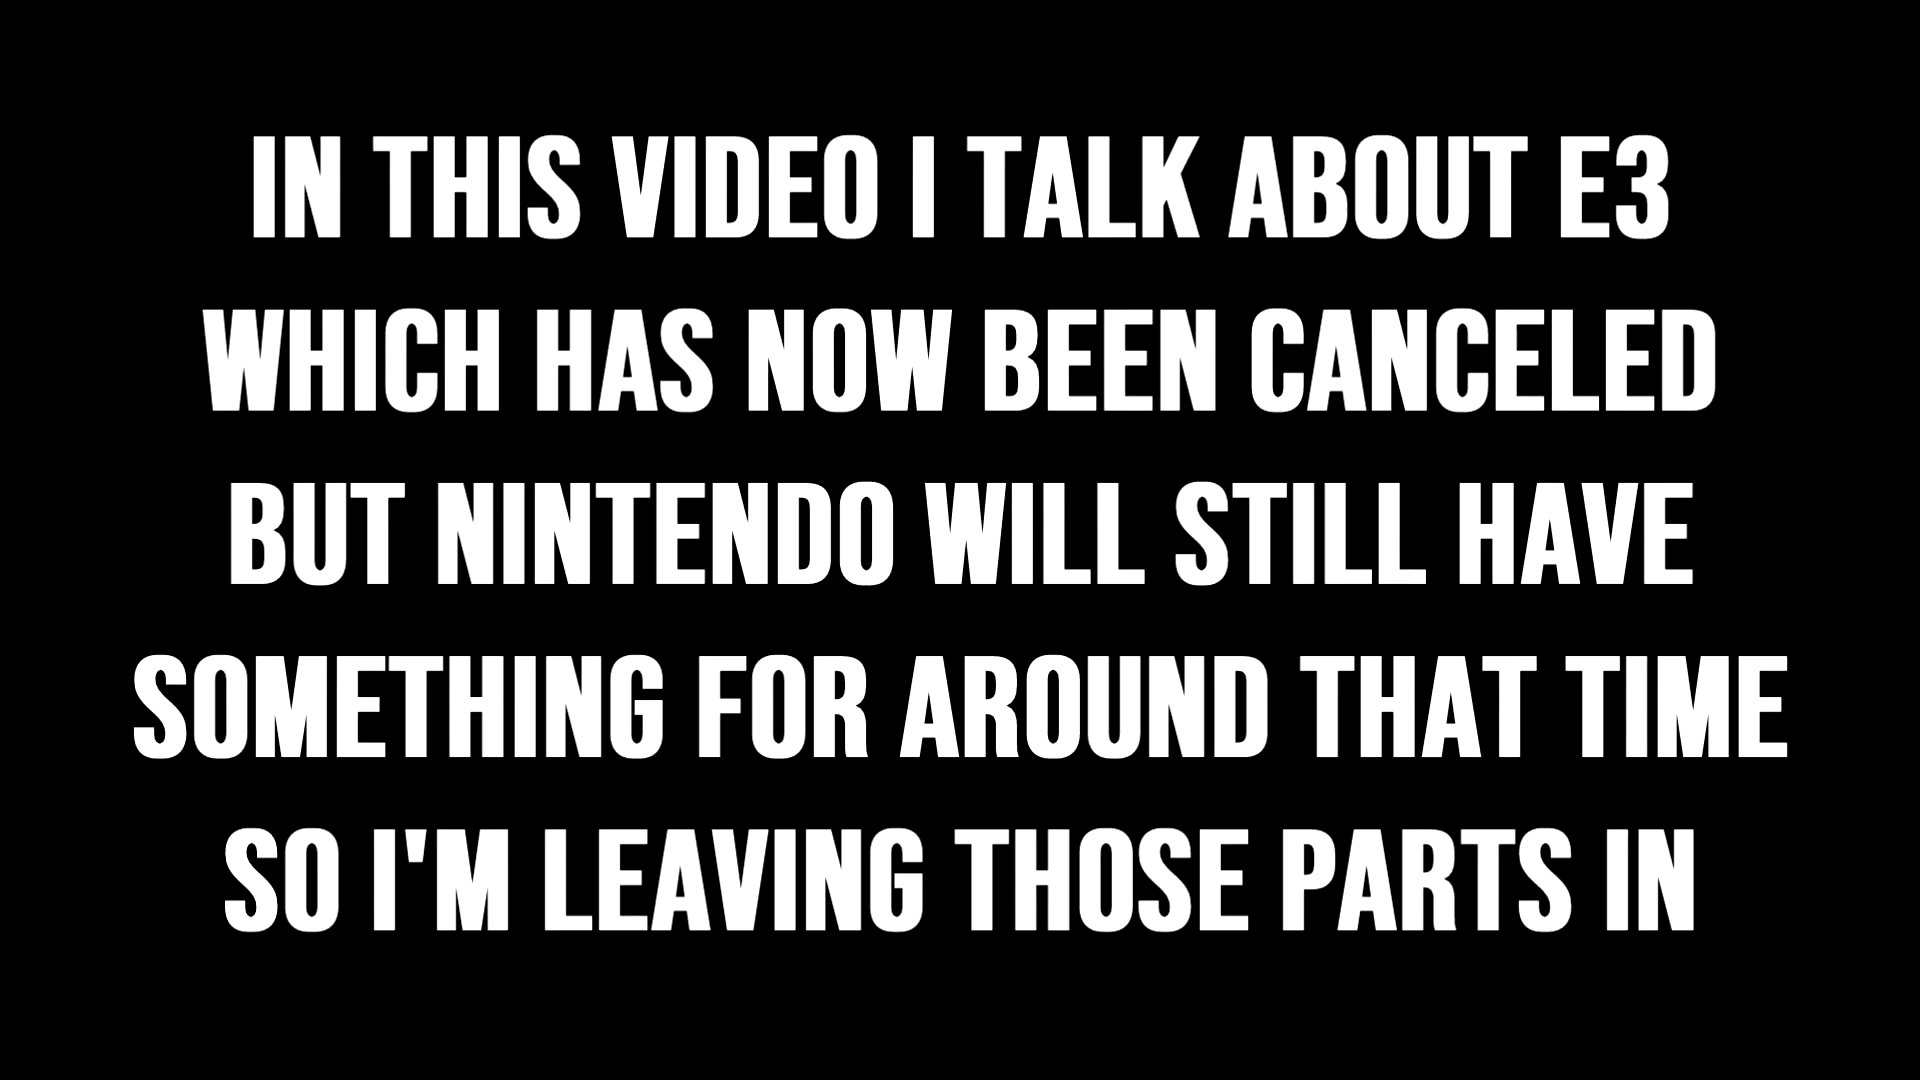 IN THIS VIDEO I TALK ABOUT E3
WHICH HAS NOW BEEN CANCELED
BUT NINTENDO WILL STILL HAVE
SOMETHING FOR AROUND THAT TIME
SO I'M LEAVING THOSE PARTS IN